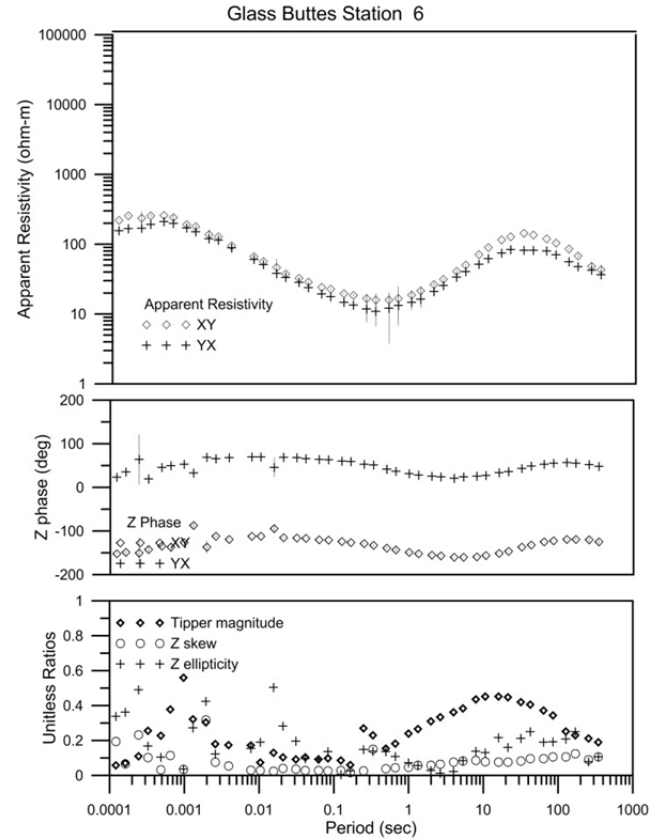 Glass Buttes Station 6
100000
10000
1000
100
10
1
Apparent Resistivity (ohm-m)
Apparent Resistivity
XY
YX
200
100
0
-100
-200
Z phase (deg)
Z Phase
XY
YX
1
0.8
0.6
0.4
0.2
0
Unitless Ratios
Tipper magnitude
Z skew
Z ellipticity
0.0001 0.001 0.01 0.1 1 10 100 1000
Period (sec)